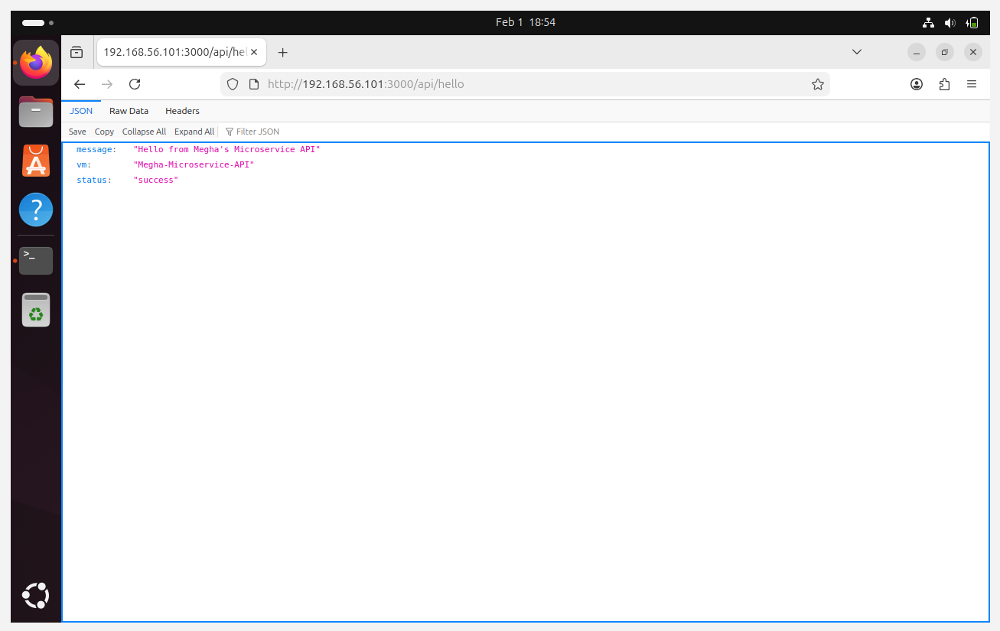 Feb 1 18:54
192.168.56.101:3000/api/hel
http://192.168.56.101:3000/api/hello
JSON Raw Data Headers
Save Copy Collapse All Expand All Filter JSON
message: "Hello from Megha's Microservice API"
vm: "Megha-Microservice-API"
status: "success"